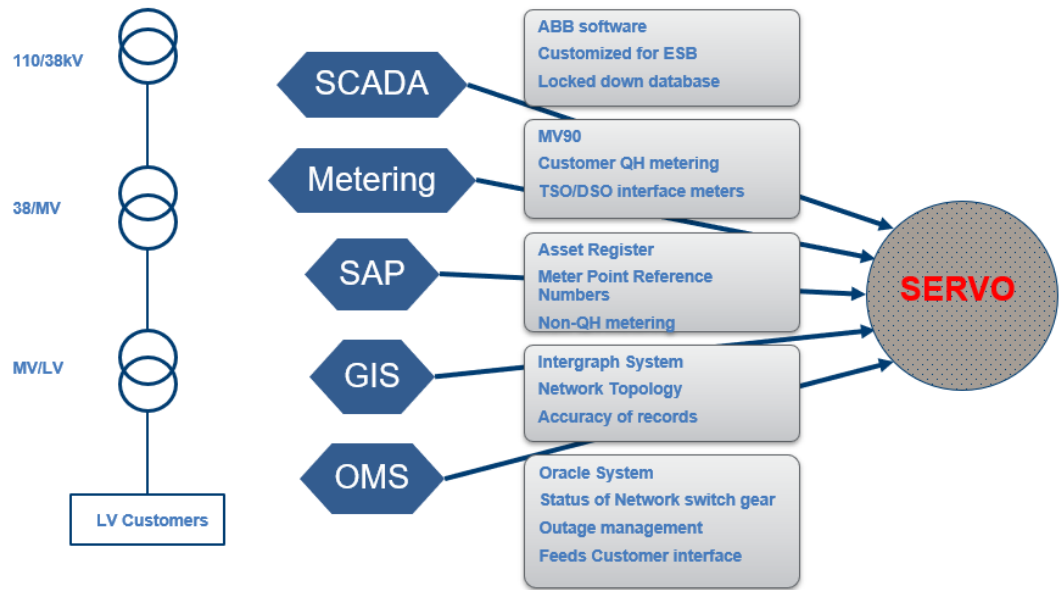 110/38kV
38/MV
MV/LV
LV Customers
SCADA
ABB software
Customized for ESB
Locked down database
Metering
MV90
Customer QH metering
TSO/DSO interface meters
SAP
Asset Register
Meter Point Reference
Numbers
Non-QH metering
GIS
Intergraph System
Network Topology
Accuracy of records
OMS
Oracle System
Status of Network switch gear
Outage management
Feeds Customer interface
SERVO